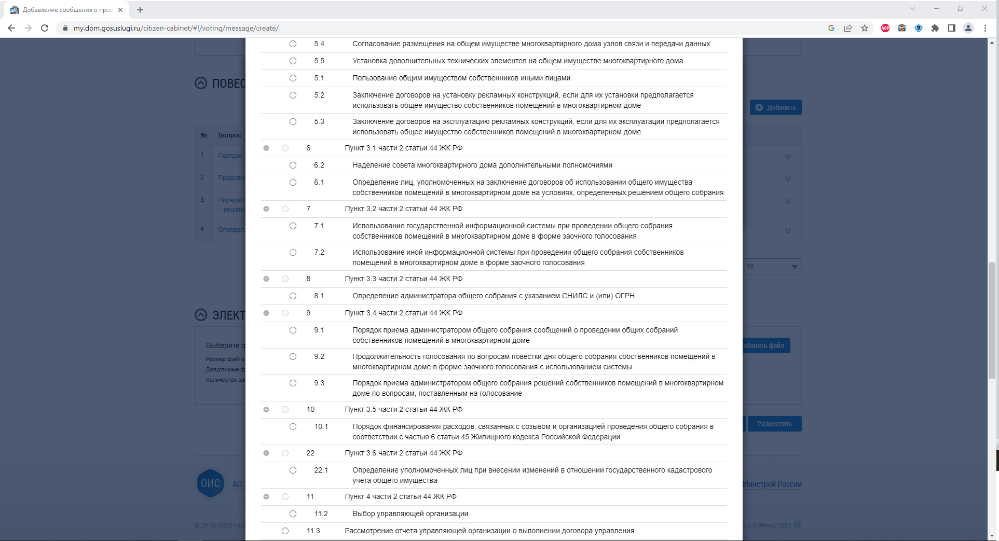 Добавление сообщения о пров
my.dom.gosuslugi.ru/citizen-cabinet/#!/voting/message/create/
ABP
5.4 Согласование размещения на общем имуществе многоквартирного дома узлов связи и передачи данных
5.5 Установка дополнительных технических элементов на общем имуществе многоквартирного дома
5.1 Пользование общим имуществом собственников иными лицами
5.2 Заключение договоров на установку рекламных конструкций, если для их установки предполагается
использовать общее имущество собственников помещений в многоквартирном доме
5.3 Заключение договоров на эксплуатацию рекламных конструкций, если для их эксплуатации предполагается
использовать общее имущество собственников помещений в многоквартирном доме
6 Пункт 3.1 части 2 статьи 44 ЖК РФ
6.2 Наделение совета многоквартирного дома дополнительными полномочиями
6.1 Определение лиц, уполномоченных на заключение договоров об использовании общего имущества
собственников помещений в многоквартирном доме на условиях, определенных решением общего собрания
7 Пункт 3.2 части 2 статьи 44 ЖК РФ
7.1 Использование государственной информационной системы при проведении общего собрания
собственников помещений в многоквартирном доме в форме заочного голосования
7.2 Использование иной информационной системы при проведении общего собрания собственников
помещений в многоквартирном доме в форме заочного голосования
8 Пункт 3.3 части 2 статьи 44 ЖК РФ
8.1 Определение администратора общего собрания с указанием СНИЛС и (или) ОГРН
9 Пункт 3.4 части 2 статьи 44 ЖК РФ
9.1 Порядок приема администратором общего собрания сообщений о проведении общих собраний
собственников помещений в многоквартирном доме
9.2 Продолжительность голосования по вопросам повестки дня общего собрания собственников помещений в
многоквартирном доме в форме заочного голосования с использованием системы
9.3 Порядок приема администратором общего собрания решений собственников помещений в многоквартирном
доме по вопросам, поставленным на голосование
10 Пункт 3.5 части 2 статьи 44 ЖК РФ
10.1 Порядок финансирования расходов, связанных с созывом и организацией проведения общего собрания в
соответствии с частью 6 статьи 45 Жилищного кодекса Российской Федерации
22 Пункт 3.6 части 2 статьи 44 ЖК РФ
22.1 Определение уполномоченных лиц при внесении изменений в отношении государственного кадастрового
учета общего имущества
11 Пункт 4 части 2 статьи 44 ЖК РФ
11.2 Выбор управляющей организации
11.3 Рассмотрение отчета управляющей организации о выполнении договора управления
ПОВЕС
Добавить
№ Вопрос
1 Порядок
2 Продолж
3 Порядок
– решени
4 Определ
10
ЭЛЕКТ
Выберите ф
Размер файла
Допустимые ф
Количество заг
обавить файл
Разместить
ОИС
АО
Минстрой России
© 2016–2023 Госу
3.2.6.0#rev21553